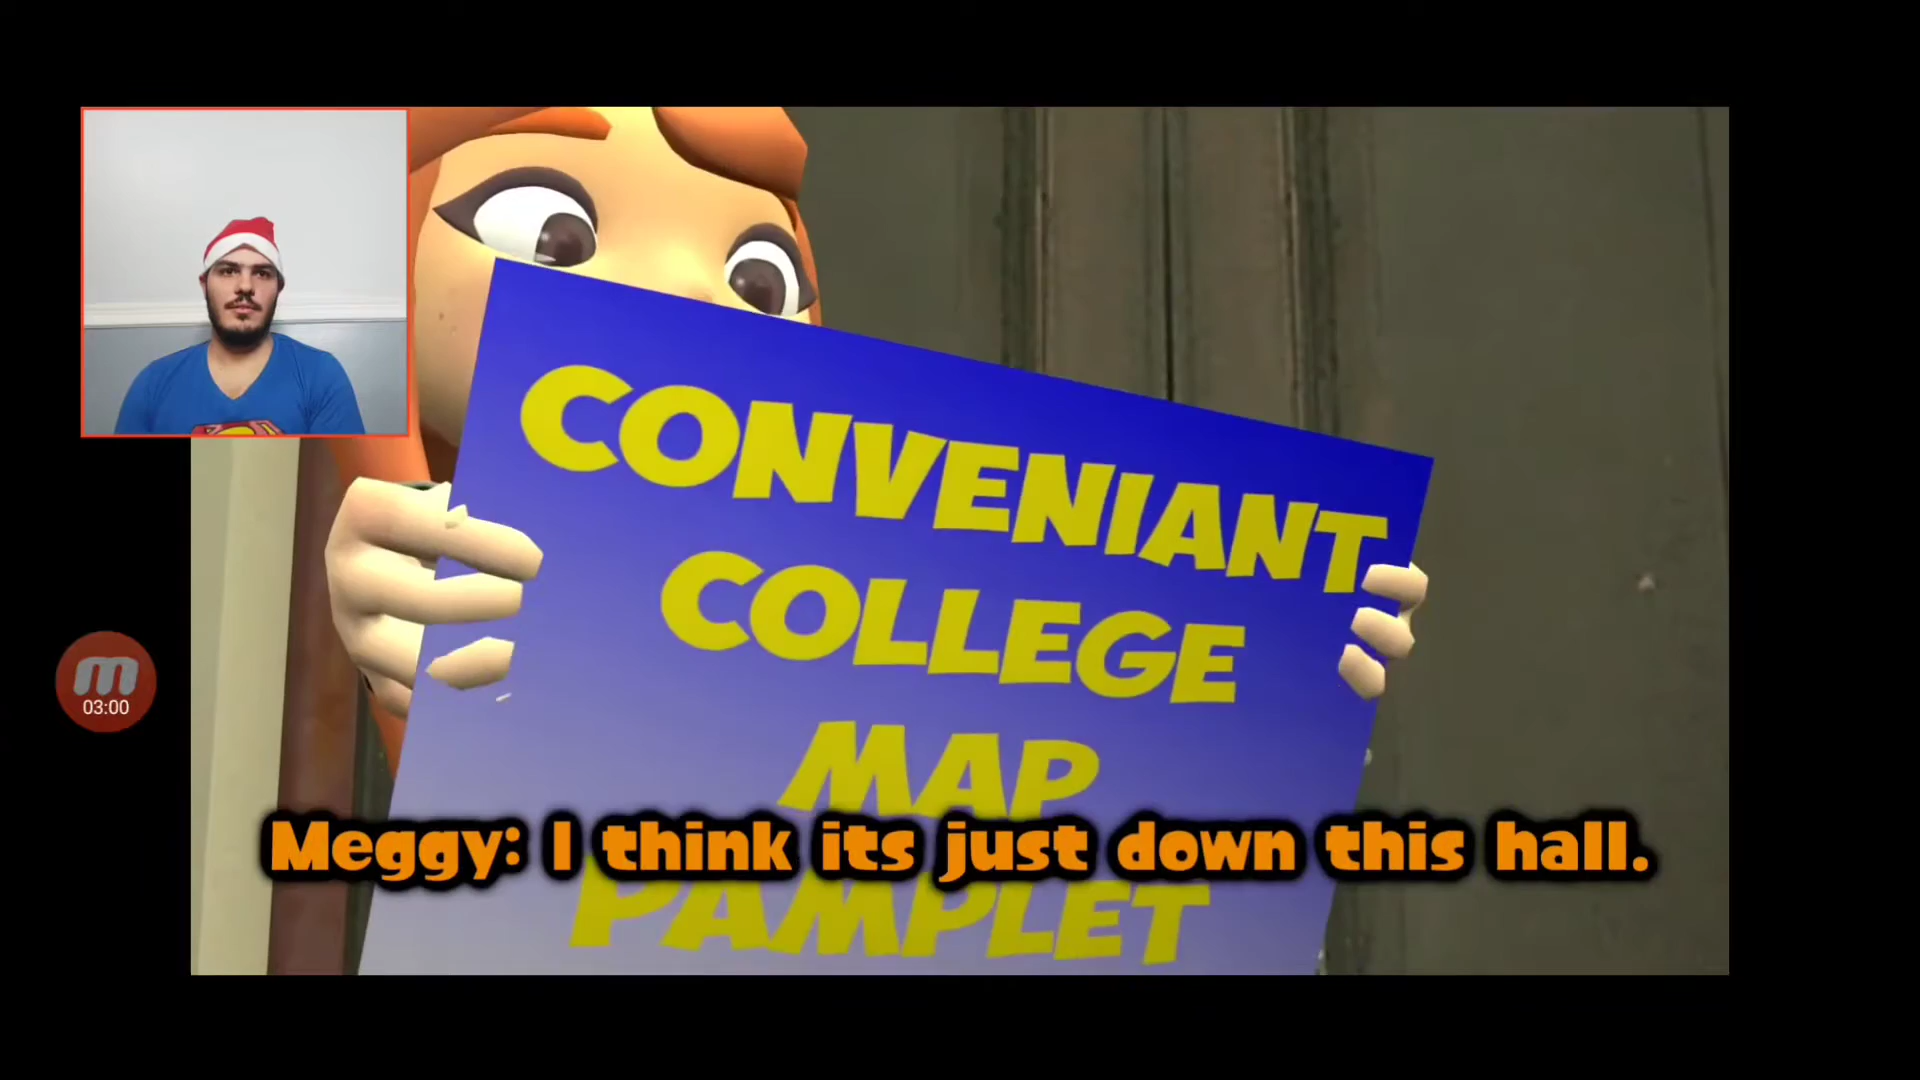 CONVENIANT
COLLEGE
MAP
Meggy: I think its just down this hall.
PAMPLET
03:00